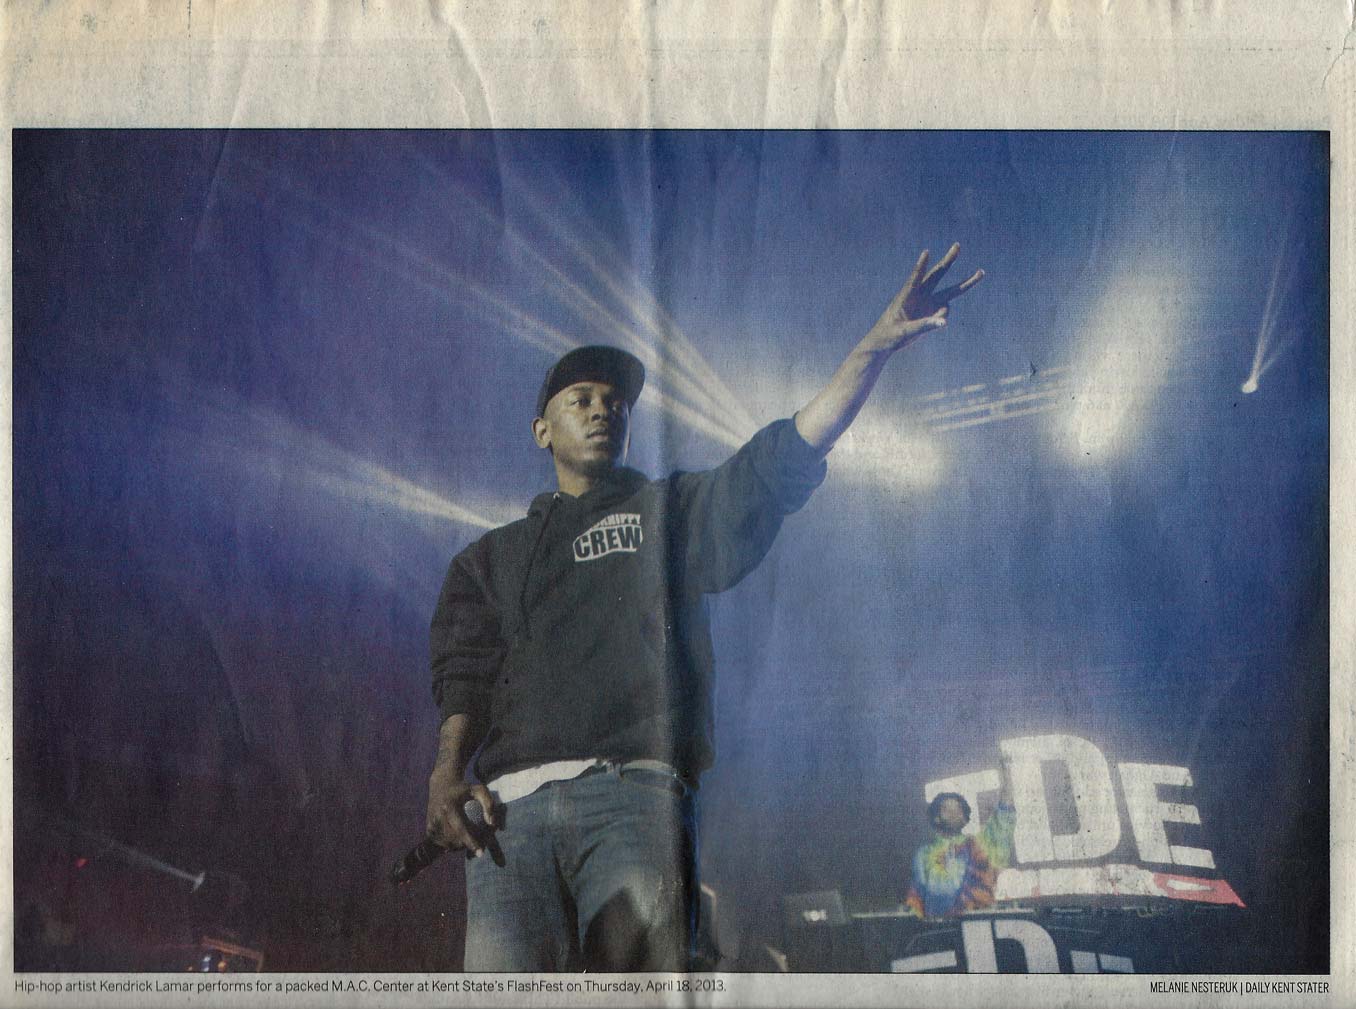 CREW
TDE
D
Hip-hop artist Kendrick Lamar performs for a packed M.A.C. Center at Kent State's FlashFest on Thursday, April 18, 2013.
MELANIE NESTERUK | DAILY KENT STATER